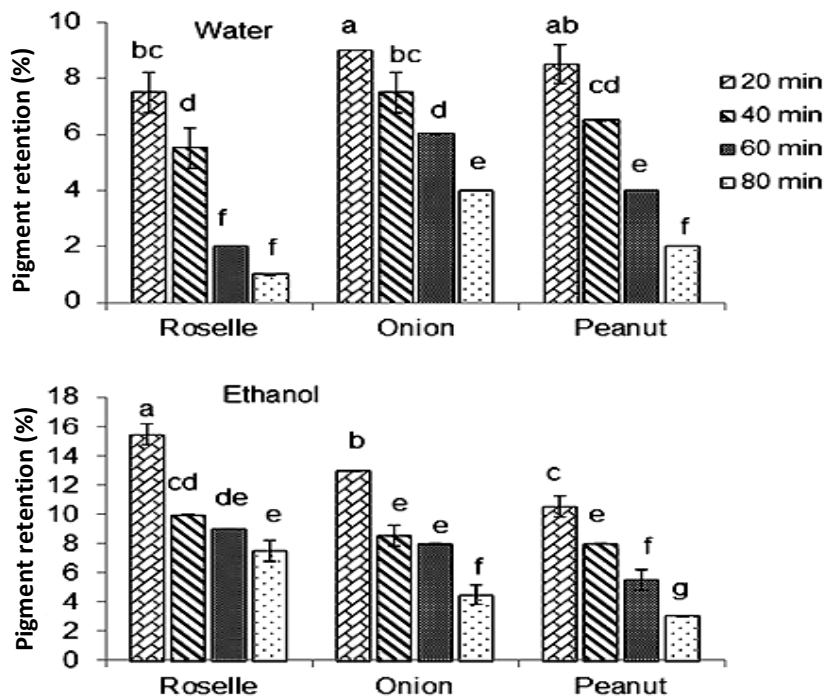 Pigment retention (%)
10
8
6
4
2
0
Water
bc
d
f
f
a
bc
d
e
ab
cd
e
f
20 min
40 min
60 min
80 min
Roselle
Onion
Peanut
Pigment retention (%)
18
16
14
12
10
8
6
4
2
0
Ethanol
a
cd
de
e
b
e
e
f
c
e
f
g
Roselle
Onion
Peanut